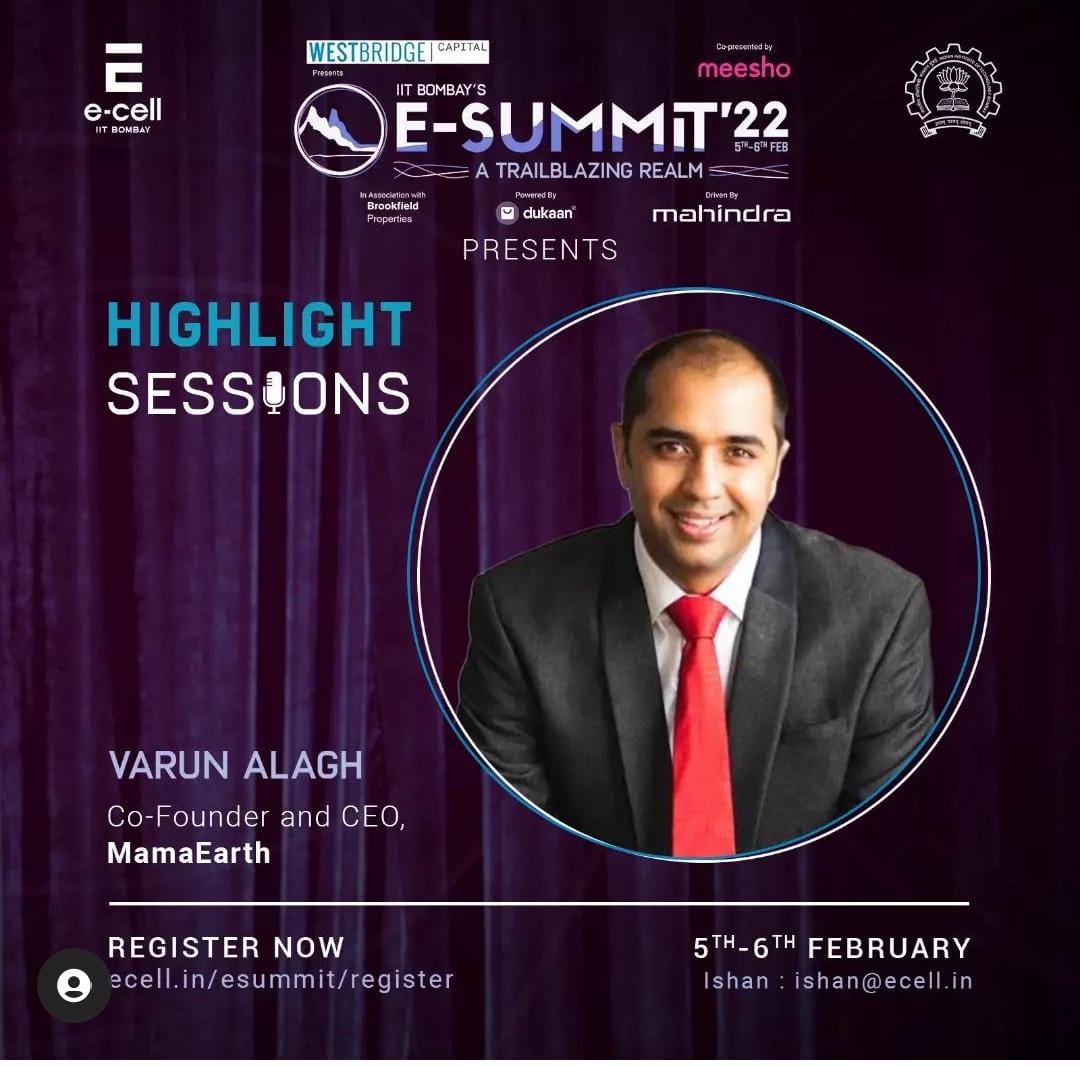 e-cell
IIT BOMBAY
WESTBRIDGE | CAPITAL
Presents
Co-presented by
meesho
IIT BOMBAY'S
E-SUMMIT'22
5TH-6TH FEB
A TRAILBLAZING REALM
In Association with
Brookfield
Properties
Powered By
dukaan
Driven By
mahindra
PRESENTS
HIGHLIGHT
SESSIONS
VARUN ALAGH
Co-Founder and CEO,
MamaEarth
REGISTER NOW
ecell.in/esummit/register
5TH-6TH FEBRUARY
Ishan : ishan@ecell.in